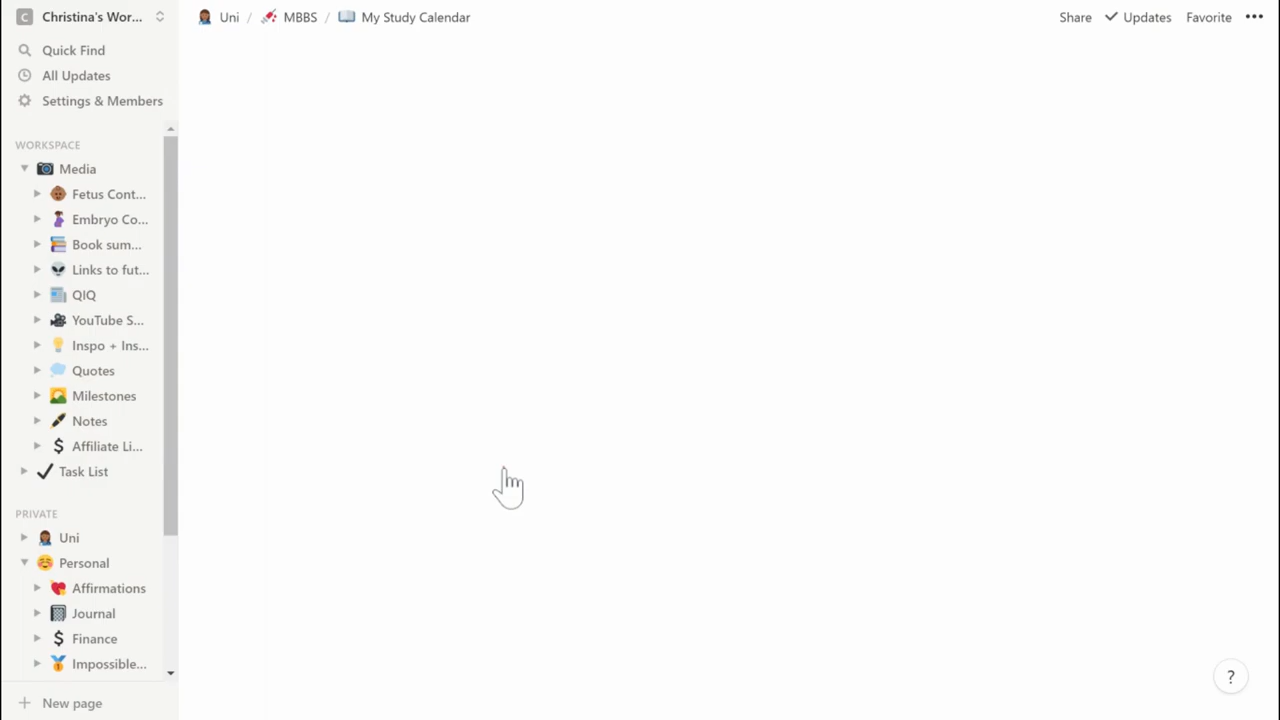 C Christina's Wor...
Uni / MBBS / My Study Calendar
Share Updates Favorite •••
Quick Find
All Updates
Settings & Members
WORKSPACE
Media
Fetus Cont...
Embryo Co...
Book sum...
Links to fut...
QIQ
YouTube S...
Inspo + Ins...
Quotes
Milestones
Notes
$ Affiliate Li...
Task List
PRIVATE
Uni
Personal
Affirmations
Journal
$ Finance
Impossible...
+ New page
?